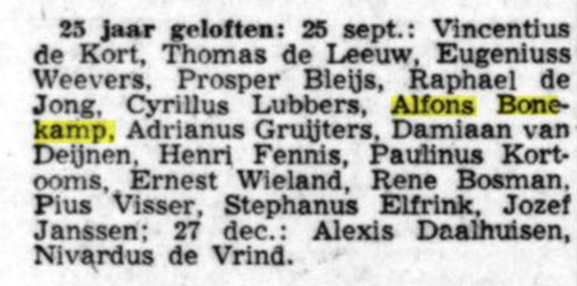 25 jaar geloften: 25 sept.: Vincentius
de Kort, Thomas de Leeuw, Eugeniuss
Weevers, Prosper Bleijs, Raphael de
Jong, Cyrillus Lubbers, Alfons Bone-
kamp, Adrianus Gruijters, Damiaan van
Deijnen, Henri Fennis, Paulinus Kort-
ooms, Ernest Wieland, Rene Bosman,
Pius Visser, Stephanus Elfrink, Jozef
Janssen; 27 dec.: Alexis Daalhuisen,
Nivardus de Vrind.